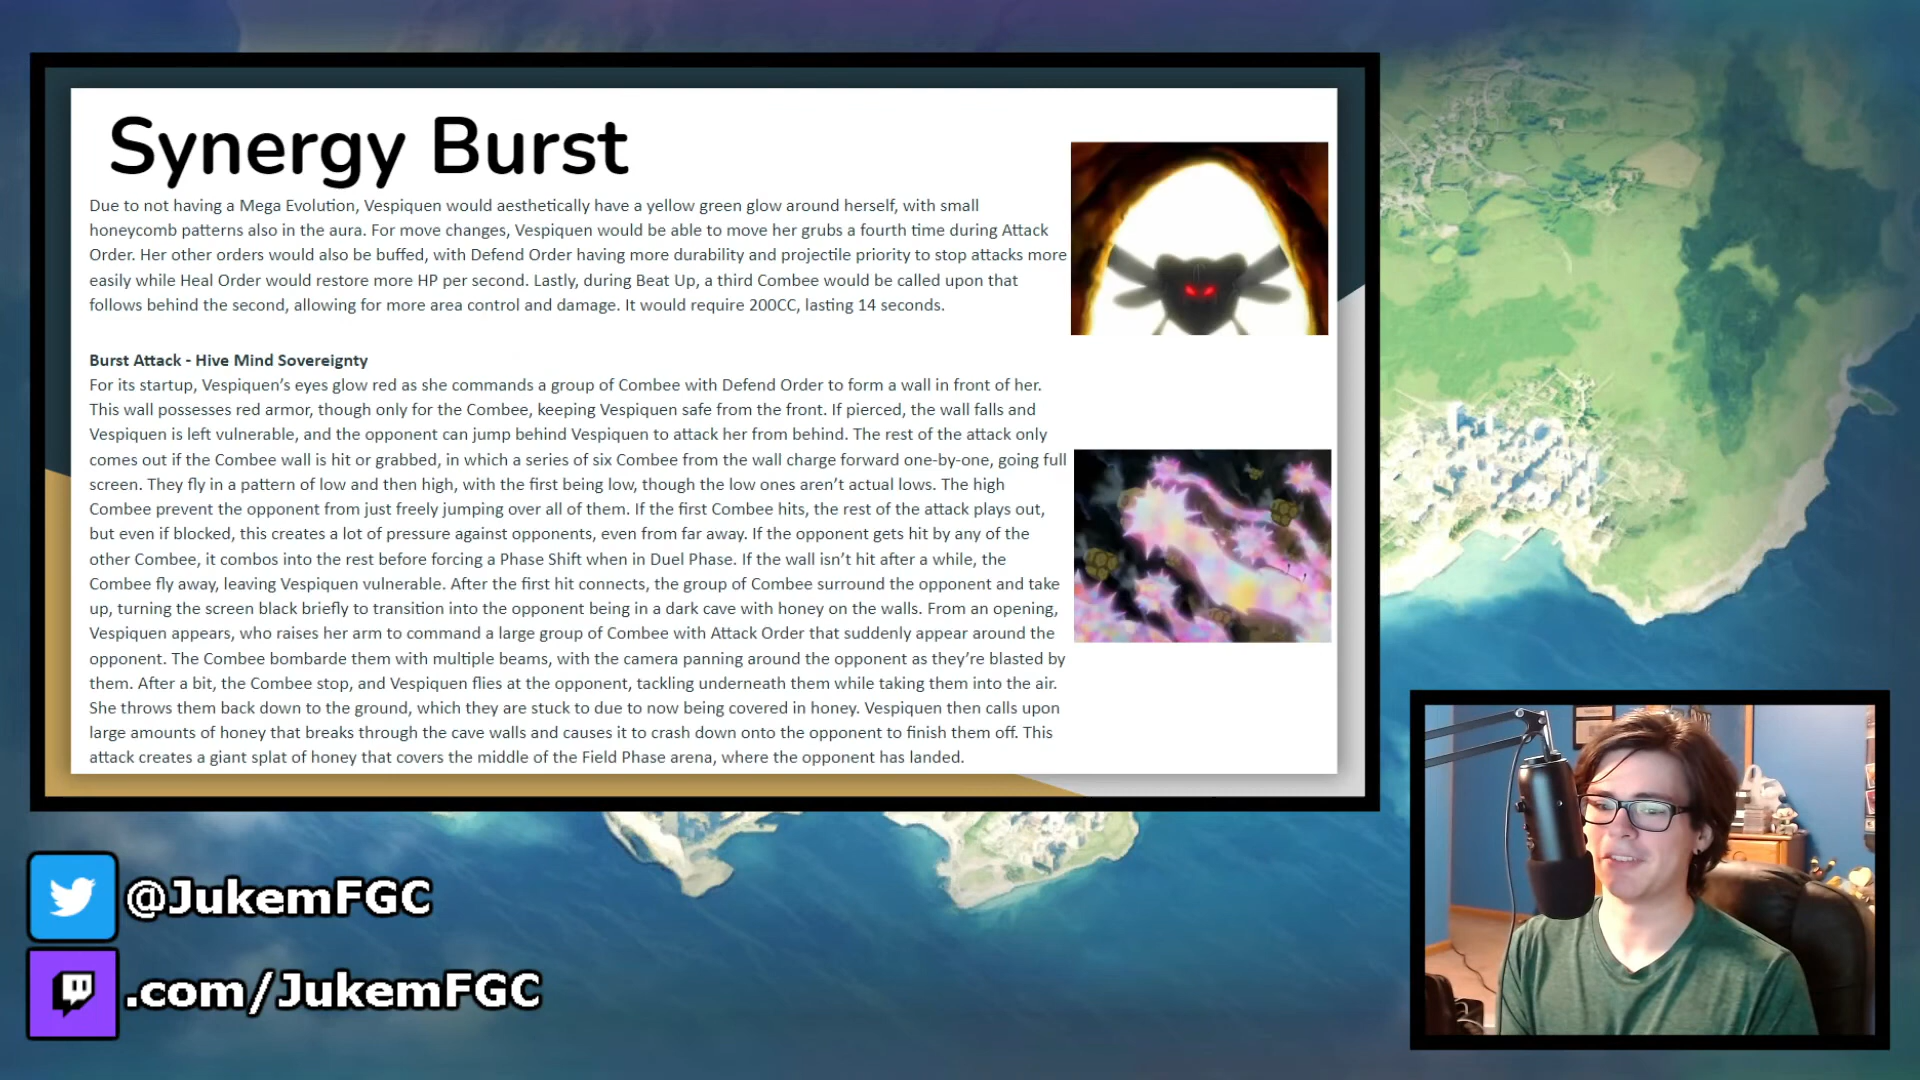 Synergy Burst
Due to not having a Mega Evolution, Vespiquen would aesthetically have a yellow green glow around herself, with small
honeycomb patterns also in the aura. For move changes, Vespiquen would be able to move her grubs a fourth time during Attack
Order. Her other orders would also be buffed, with Defend Order having more durability and projectile priority to stop attacks more
easily while Heal Order would restore more HP per second. Lastly, during Beat Up, a third Combee would be called upon that
follows behind the second, allowing for more area control and damage. It would require 200CC, lasting 14 seconds.
Burst Attack - Hive Mind Sovereignty
For its startup, Vespiquen's eyes glow red as she commands a group of Combee with Defend Order to form a wall in front of her.
This wall possesses red armor, though only for the Combee, keeping Vespiquen safe from the front. If pierced, the wall falls and
Vespiquen is left vulnerable, and the opponent can jump behind Vespiquen to attack her from behind. The rest of the attack only
comes out if the Combee wall is hit or grabbed, in which a series of six Combee from the wall charge forward one-by-one, going full
screen. They fly in a pattern of low and then high, with the first being low, though the low ones aren't actual lows. The high
Combee prevent the opponent from just freely jumping over all of them. If the first Combee hits, the rest of the attack plays out,
but even if blocked, this creates a lot of pressure against opponents, even from far away. If the opponent gets hit by any of the
other Combee, it combos into the rest before forcing a Phase Shift when in Duel Phase. If the wall isn't hit after a while, the
Combee fly away, leaving Vespiquen vulnerable. After the first hit connects, the group of Combee surround the opponent and take
up, turning the screen black briefly to transition into the opponent being in a dark cave with honey on the walls. From an opening,
Vespiquen appears, who raises her arm to command a large group of Combee with Attack Order that suddenly appear around the
opponent. The Combee bombarde them with multiple beams, with the camera panning around the opponent as they're blasted by
them. After a bit, the Combee stop, and Vespiquen flies at the opponent, tackling underneath them while taking them into the air.
She throws them back down to the ground, which they are stuck to due to now being covered in honey. Vespiquen then calls upon
large amounts of honey that breaks through the cave walls and causes it to crash down onto the opponent to finish them off. This
attack creates a giant splat of honey that covers the middle of the Field Phase arena, where the opponent has landed.
@JukemFGC
.com/JukemFGC